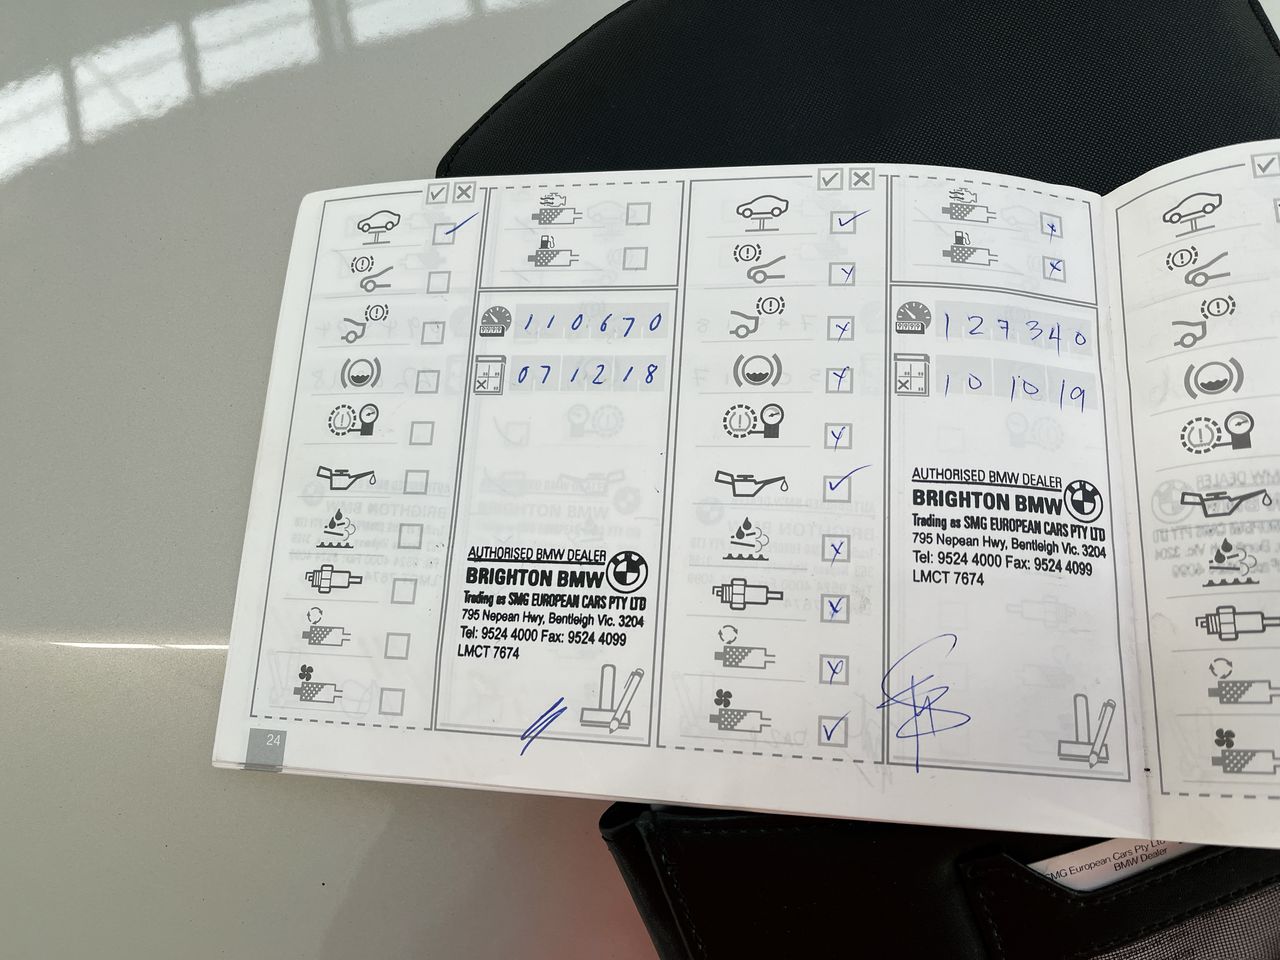 110670
071218
AUTHORISED BMW DEALER
BRIGHTON BMW
Trading as SMG EUROPEAN CARS PTY LTD
795 Nepean Hwy, Bentleigh Vic. 3204
Tel: 9524 4000 Fax: 9524 4099
LMCT 7674
24
127340
10 10 19
AUTHORISED BMW DEALER
BRIGHTON BMW
Trading as SMG EUROPEAN CARS PTY LTD
795 Nepean Hwy, Bentleigh Vic. 3204
Tel: 9524 4000 Fax: 9524 4099
LMCT 7674
SMG European Cars Pty Ltd
BMW Dealer